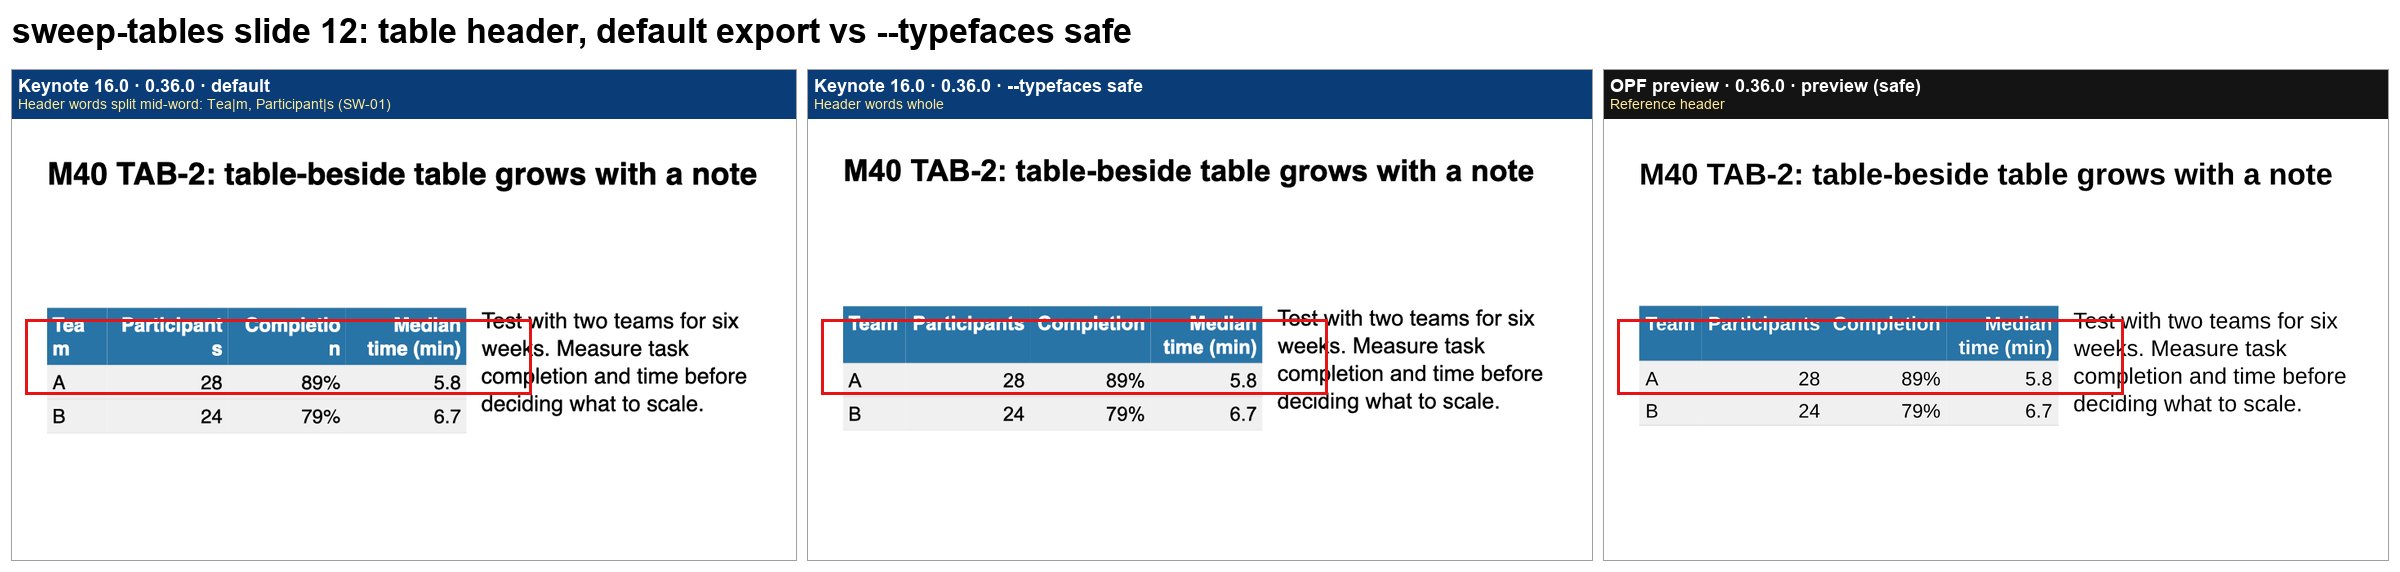 sweep-tables slide 12: table header, default export vs --typefaces safe
Keynote 16.0 · 0.36.0 · default
Header words split mid-word: Tea|m, Participant|s (SW-01)
M40 TAB-2: table-beside table grows with a note
Tea Participant Completio Median
m s n time (min)
A 28 89% 5.8
B 24 79% 6.7
Test with two teams for six
weeks. Measure task
completion and time before
deciding what to scale.
Keynote 16.0 · 0.36.0 · --typefaces safe
Header words whole
M40 TAB-2: table-beside table grows with a note
Team Participants Completion Median
time (min)
A 28 89% 5.8
B 24 79% 6.7
Test with two teams for six
weeks. Measure task
completion and time before
deciding what to scale.
OPF preview · 0.36.0 · preview (safe)
Reference header
M40 TAB-2: table-beside table grows with a note
Team Participants Completion Median
time (min)
A 28 89% 5.8
B 24 79% 6.7
Test with two teams for six
weeks. Measure task
completion and time before
deciding what to scale.